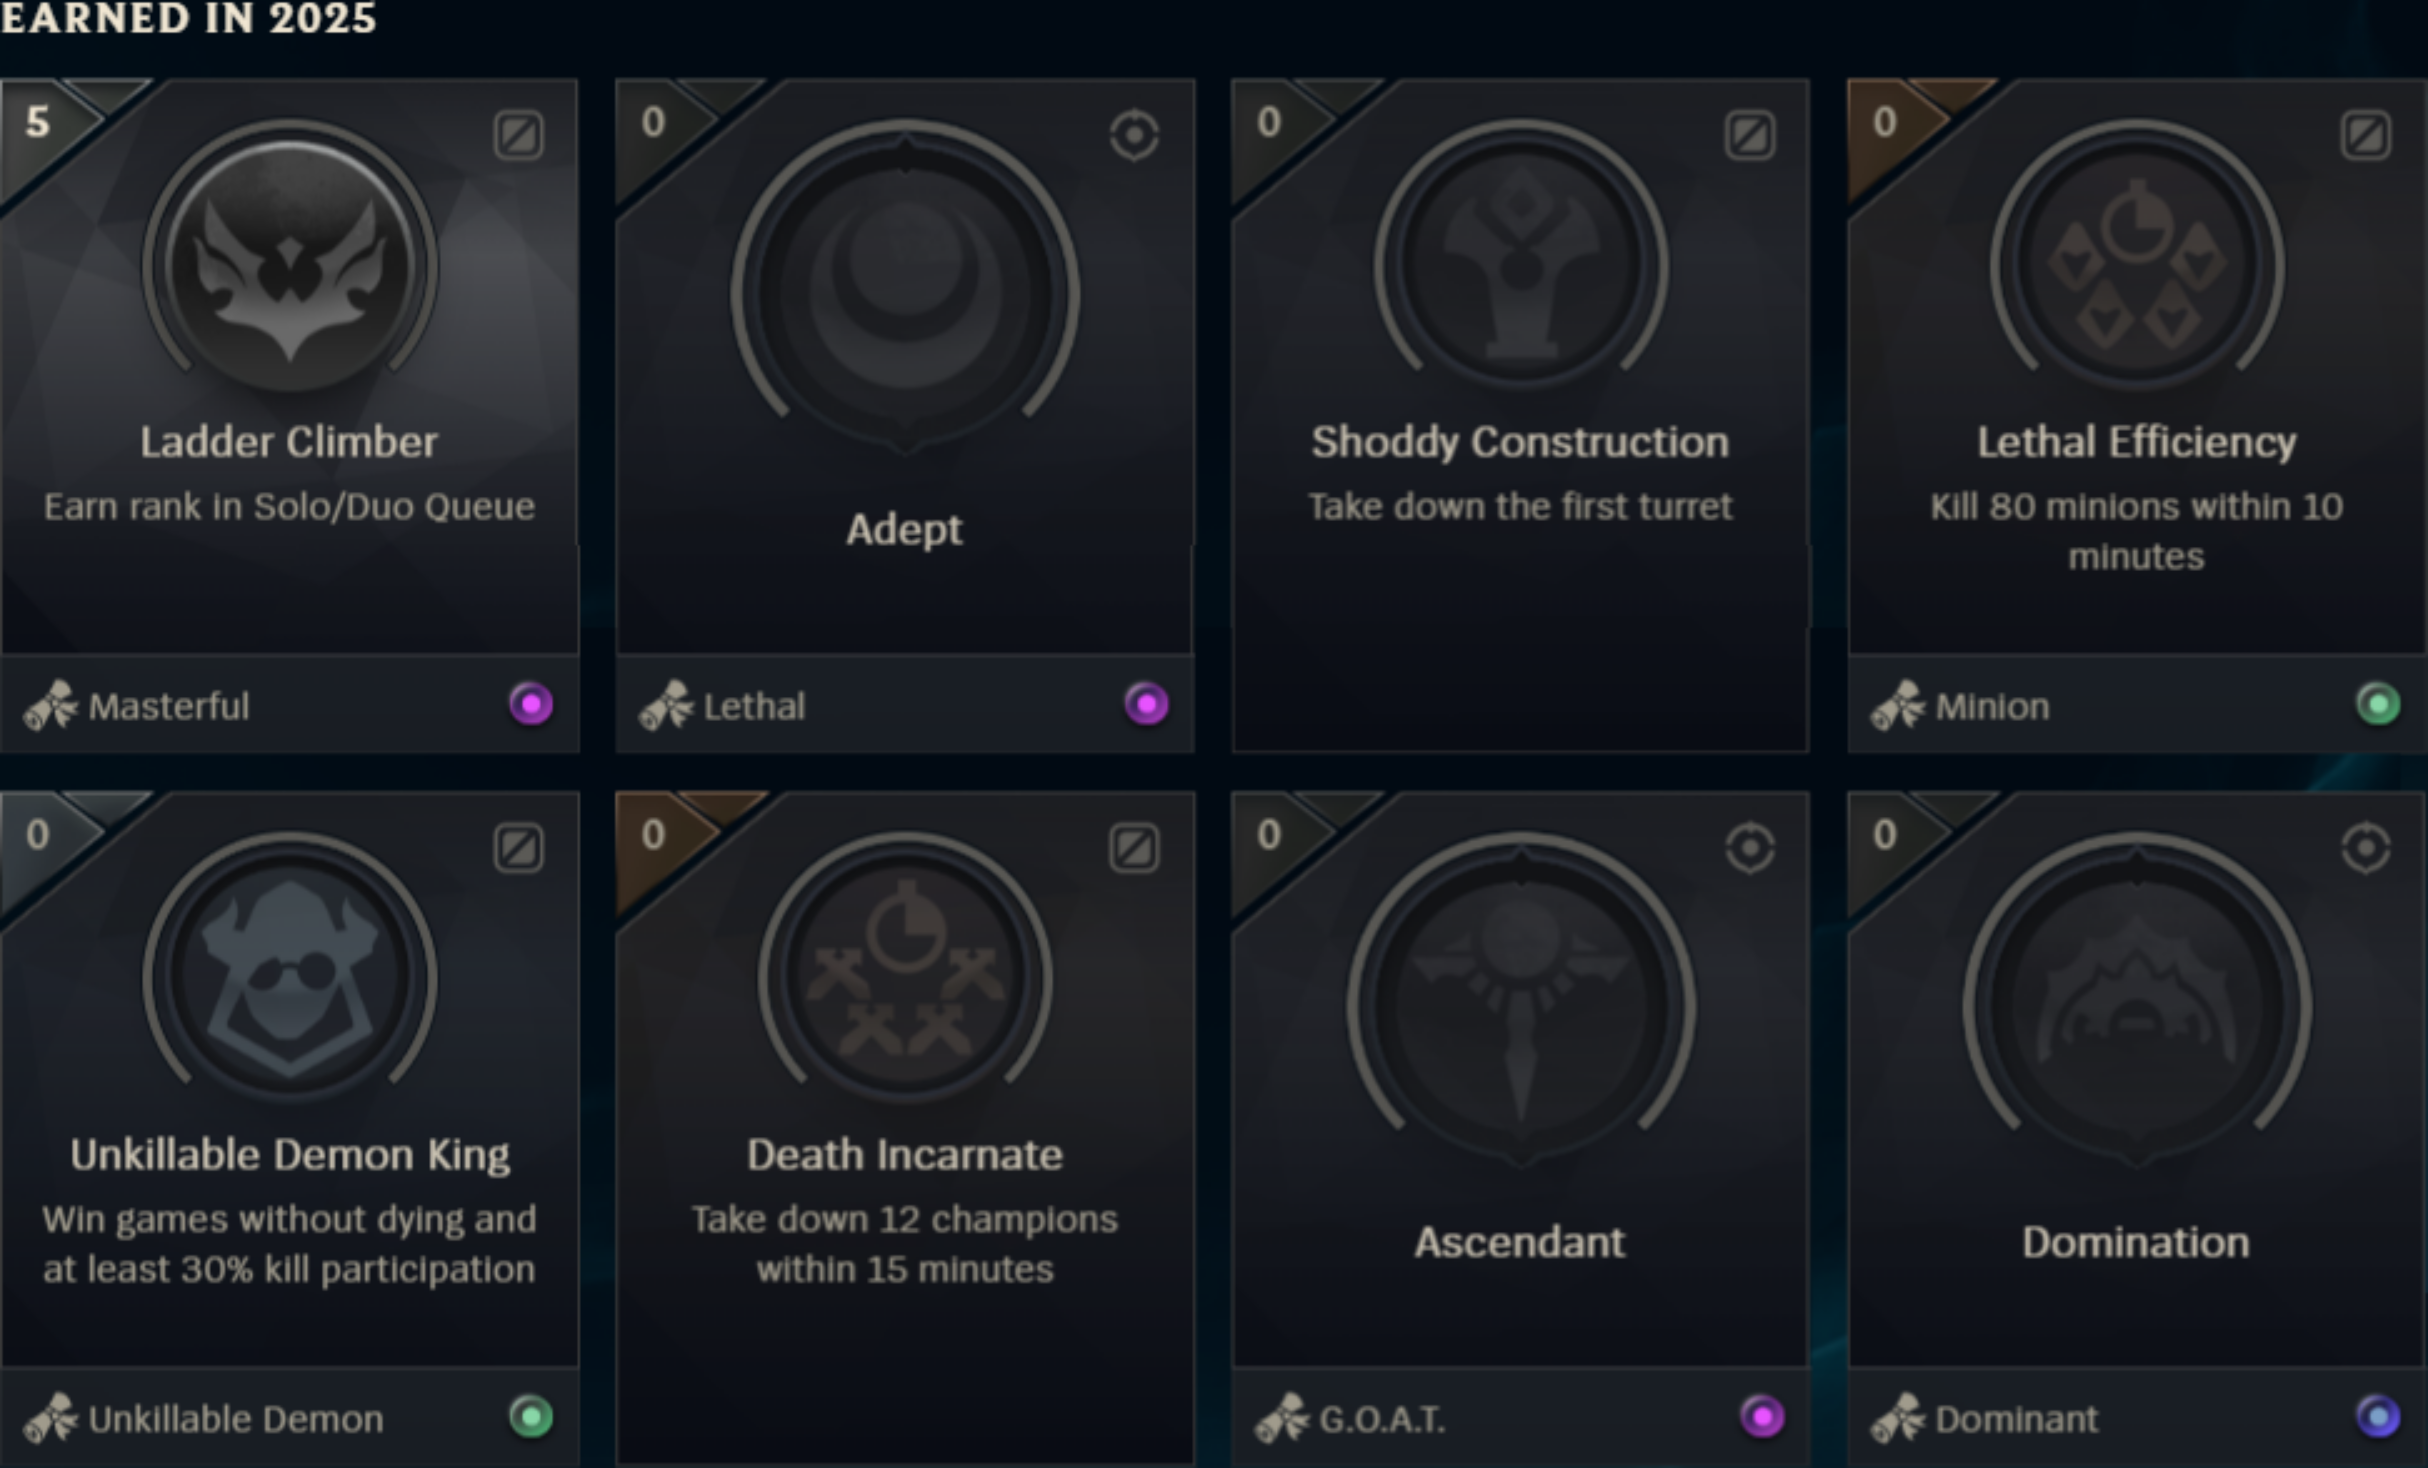 EARNED IN 2025
5
Ladder Climber
Earn rank in Solo/Duo Queue
Masterful
0
Adept
Lethal
0
Shoddy Construction
Take down the first turret
0
Lethal Efficiency
Kill 80 minions within 10
minutes
Minion
0
Unkillable Demon King
Win games without dying and
at least 30% kill participation
Unkillable Demon
0
Death Incarnate
Take down 12 champions
within 15 minutes
0
Ascendant
G.O.A.T.
0
Domination
Dominant